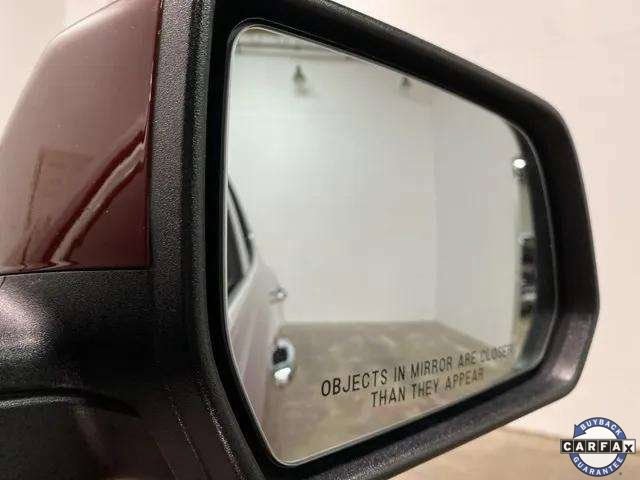 OBJECTS IN MIRROR ARE CLOSER
THAN THEY APPEAR
BUYBACK
CARFAX
GUARANTEE